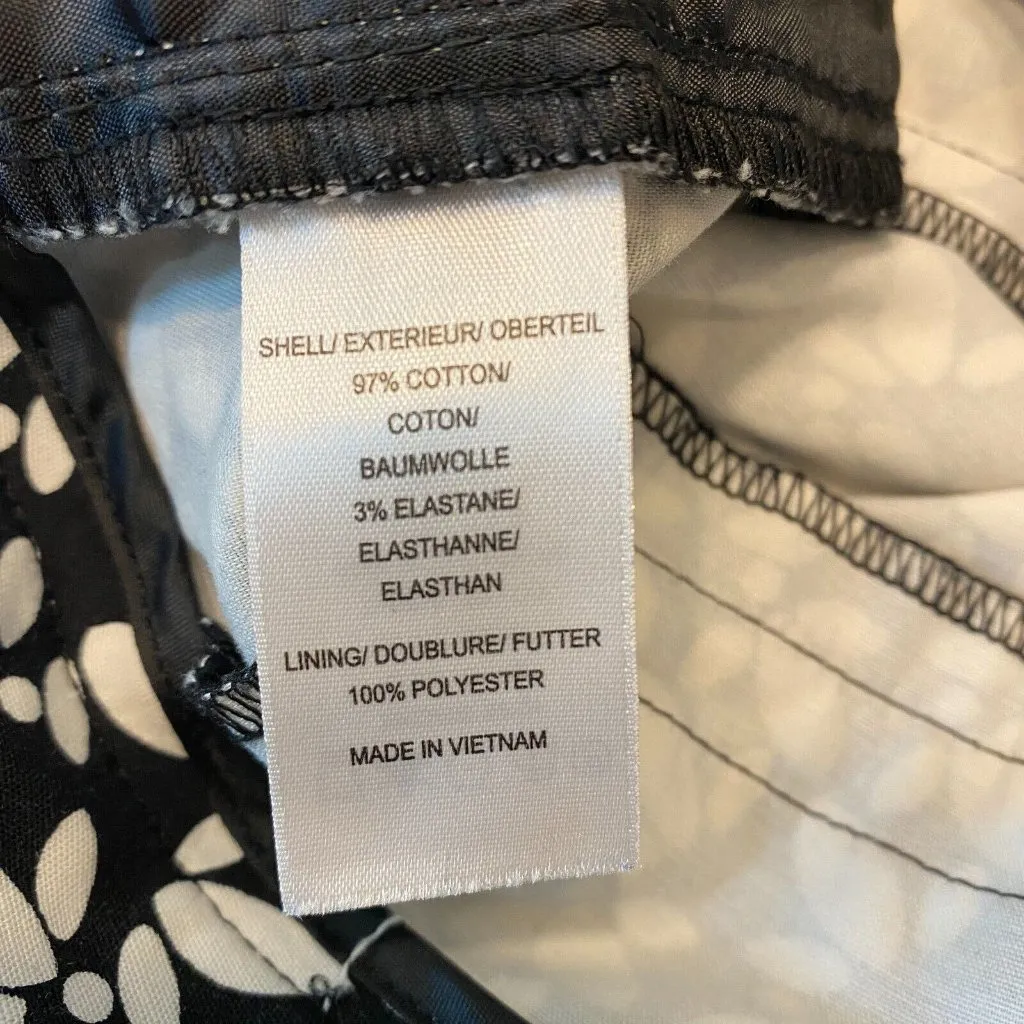 SHELL/ EXTERIEUR/ OBERTEIL
97% COTTON/
COTON/
BAUMWOLLE
3% ELASTANE/
ELASTHANNE/
ELASTHAN
LINING/ DOUBLURE/ FUTTER
100% POLYESTER
MADE IN VIETNAM